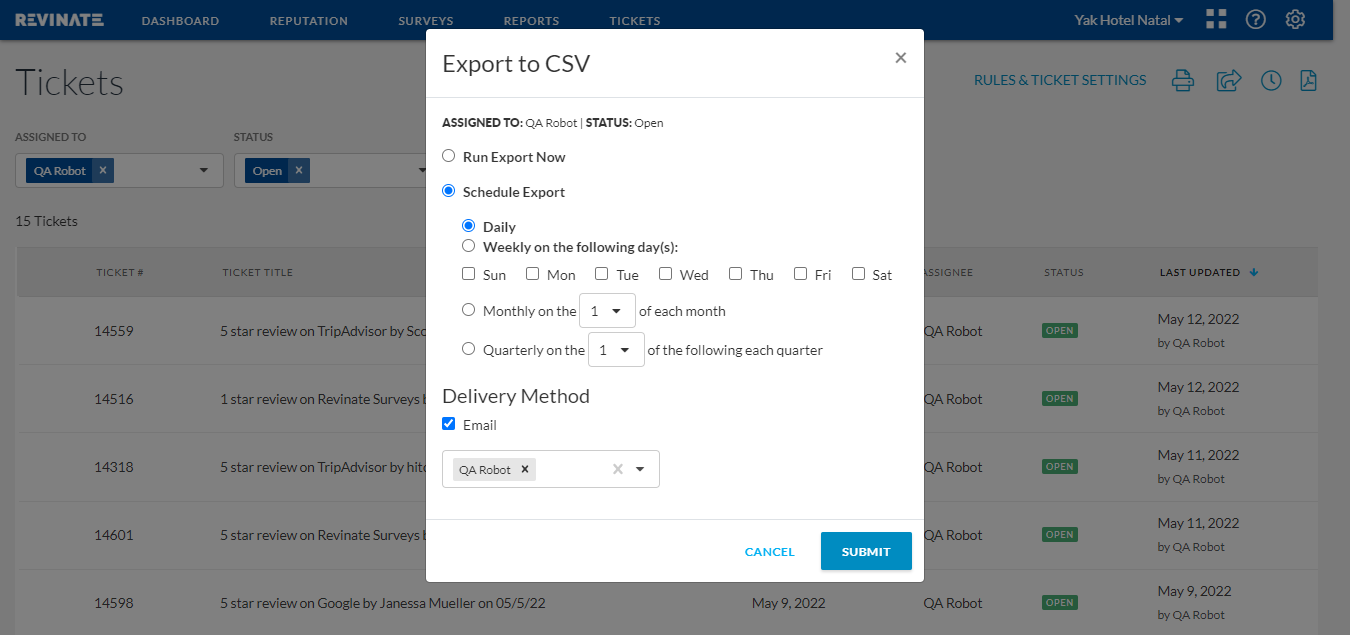 REVINATE DASHBOARD REPUTATION SURVEYS REPORTS TICKETS Yak Hotel Natal
Tickets
RULES & TICKET SETTINGS
ASSIGNED TO STATUS
QA Robot × Open ×
15 Tickets
TICKET # TICKET TITLE ASSIGNEE STATUS LAST UPDATED
14559 5 star review on TripAdvisor by Sco QA Robot OPEN May 12, 2022
by QA Robot
14516 1 star review on Revinate Surveys QA Robot OPEN May 12, 2022
by QA Robot
14318 5 star review on TripAdvisor by hito QA Robot OPEN May 11, 2022
by QA Robot
14601 5 star review on Revinate Surveys QA Robot OPEN May 11, 2022
by QA Robot
14598 5 star review on Google by Janessa Mueller on 05/5/22 May 9, 2022 QA Robot OPEN May 9, 2022
by QA Robot
Export to CSV ×
ASSIGNED TO: QA Robot | STATUS: Open
Run Export Now
Schedule Export
Daily
Weekly on the following day(s):
Sun Mon Tue Wed Thu Fri Sat
Monthly on the 1 of each month
Quarterly on the 1 of the following each quarter
Delivery Method
Email
QA Robot × ×
CANCEL SUBMIT